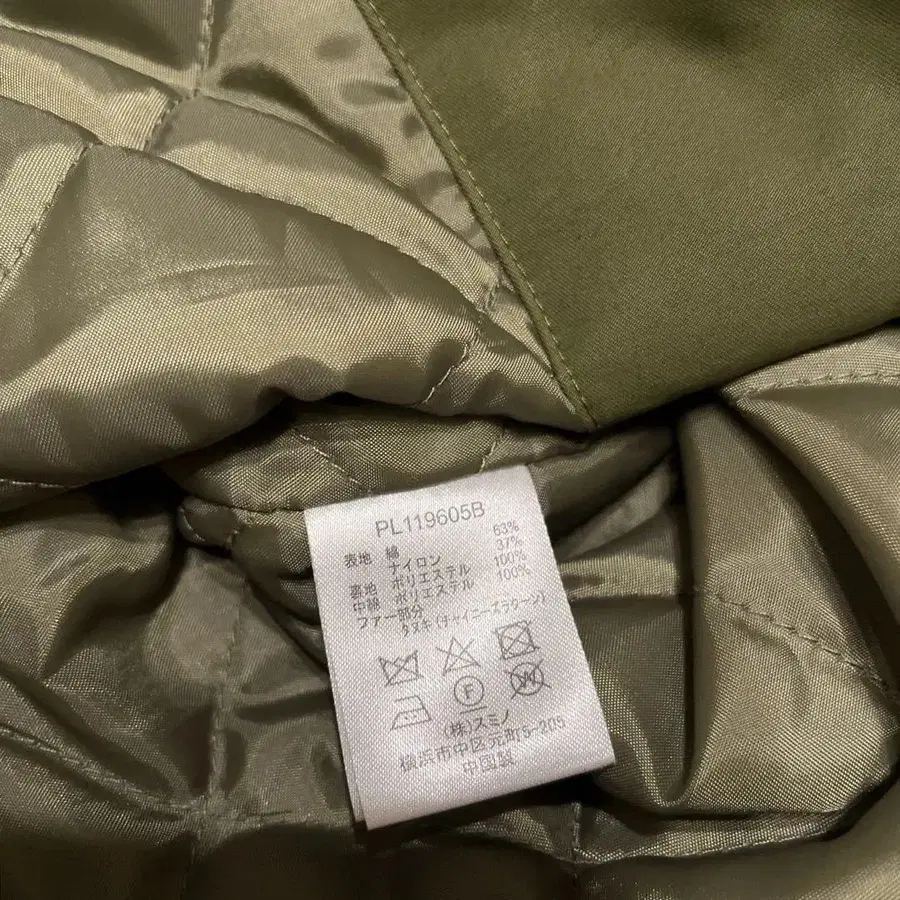 PL119605B
表地 綿 63%
ナイロン 37%
裏地 ポリエステル 100%
中綿 ポリエステル 100%
ファー部分
タヌキ(チャイニーズラクーン)
F
W
(株)スミノ
横浜市中区元町5-205
中国製